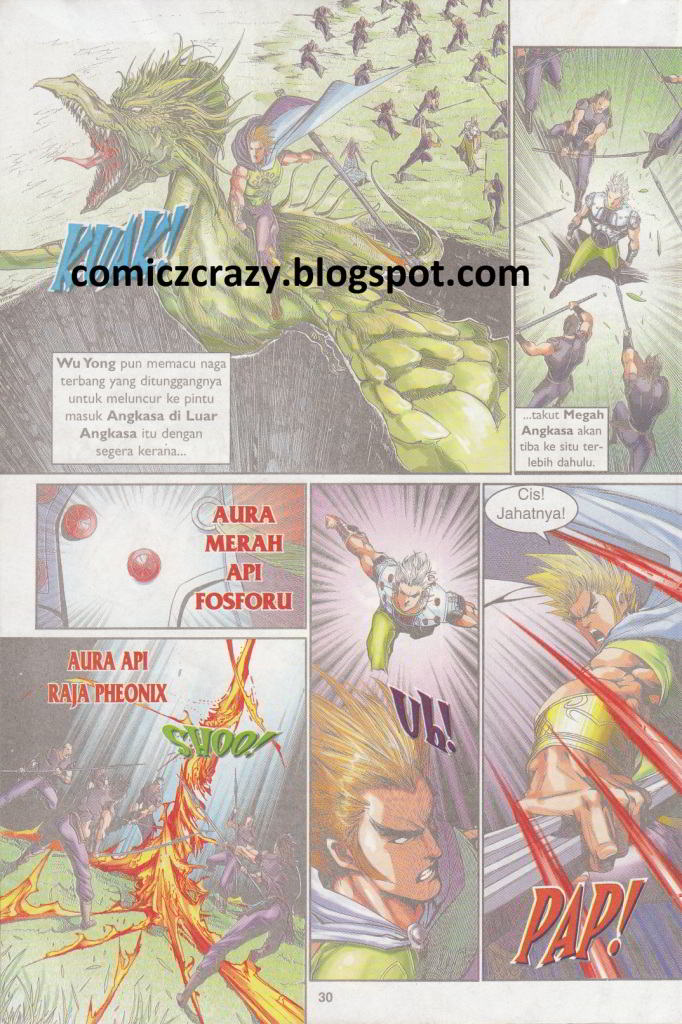 KUAK!
comiczcrazy.blogspot.com
Wu Yong pun memacu naga
terbang yang ditunggangnya
untuk meluncur ke pintu
masuk Angkasa di Luar
Angkasa itu dengan
segera kerana...
...takut Megah
Angkasa akan
tiba ke situ ter-
lebih dahulu.
AURA
MERAH
API
FOSFORU
AURA API
RAJA PHEONIX
SHOO!
Uh!
Cis!
Jahatnya!
PAP!
30